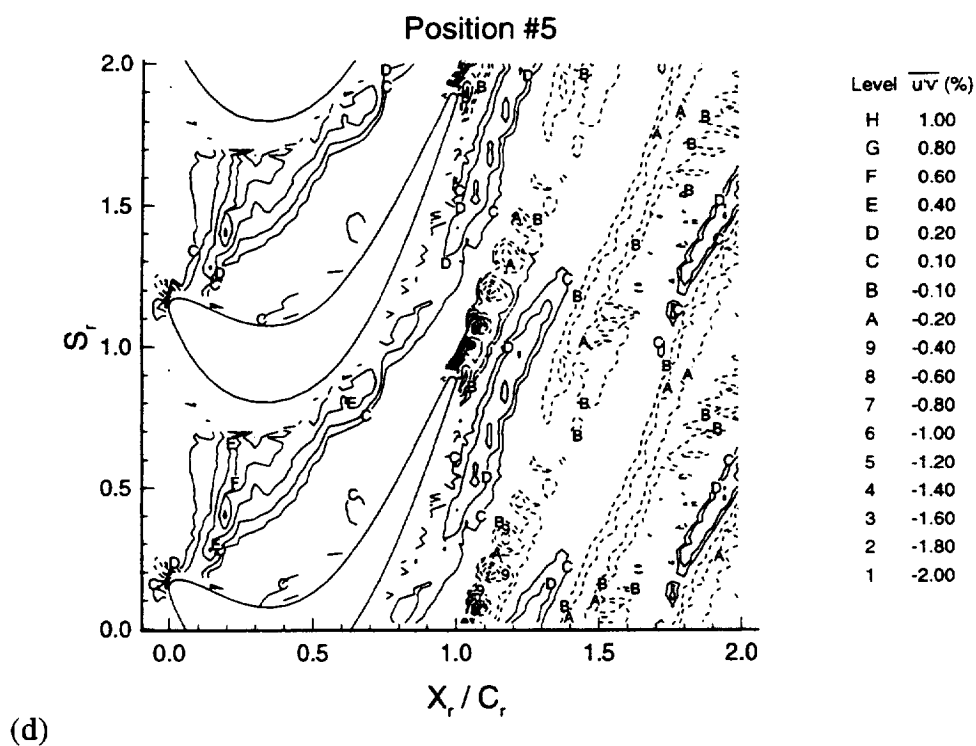 Position #5
Level u'v' (%)
H 1.00
G 0.80
F 0.60
E 0.40
D 0.20
C 0.10
B -0.10
A -0.20
9 -0.40
8 -0.60
7 -0.80
6 -1.00
5 -1.20
4 -1.40
3 -1.60
2 -1.80
1 -2.00
2.0
1.5
1.0
0.5
0.0
S_r
0.0 0.5 1.0 1.5 2.0
X_r / C_r
(d)